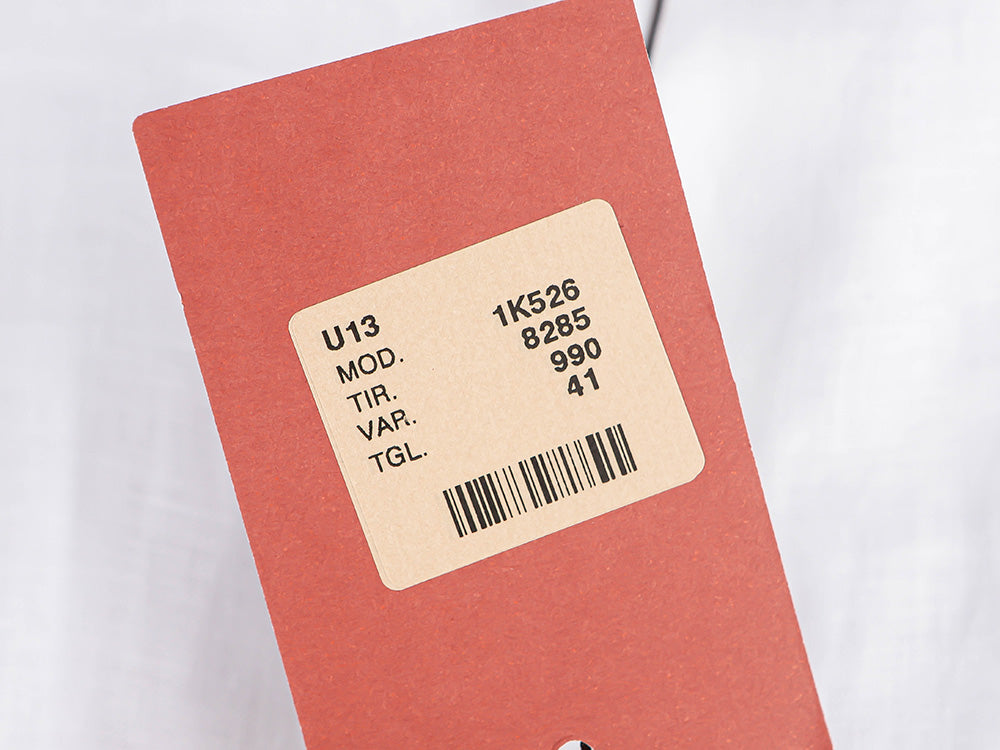 U13
MOD. 1K526
TIR. 8285
VAR. 990
TGL. 41